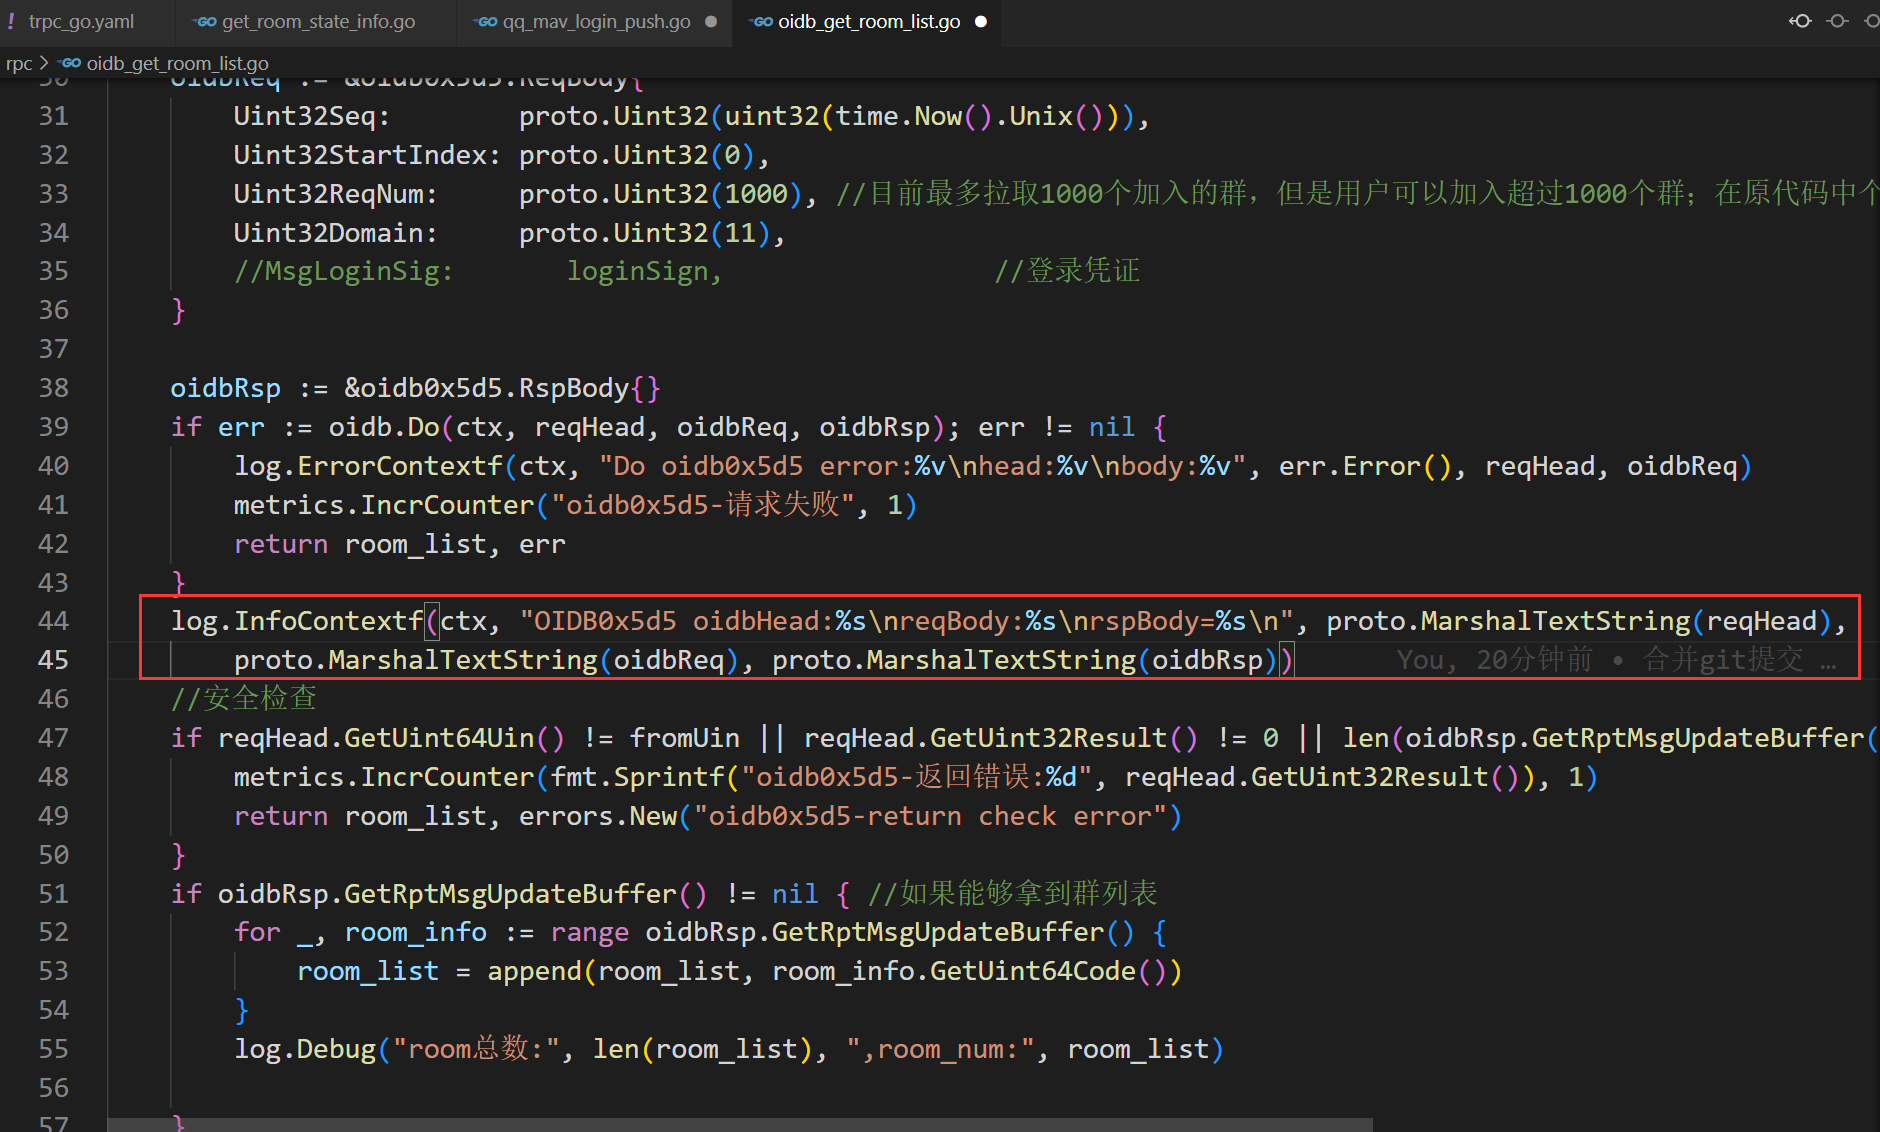 ! trpc_go.yaml GO get_room_state_info.go GO qq_mav_login_push.go ● GO oidb_get_room_list.go ●
rpc > GO oidb_get_room_list.go
30 oidbReq := &oidb0x5d5.ReqBody{
31 Uint32Seq: proto.Uint32(uint32(time.Now().Unix())),
32 Uint32StartIndex: proto.Uint32(0),
33 Uint32ReqNum: proto.Uint32(1000), //目前最多拉取1000个加入的群，但是用户可以加入超过1000个群；在原代码中个
34 Uint32Domain: proto.Uint32(11),
35 //MsgLoginSig: loginSign, //登录凭证
36 }
37
38 oidbRsp := &oidb0x5d5.RspBody{}
39 if err := oidb.Do(ctx, reqHead, oidbReq, oidbRsp); err != nil {
40 log.ErrorContextf(ctx, "Do oidb0x5d5 error:%v\nhead:%v\nbody:%v", err.Error(), reqHead, oidbReq)
41 metrics.IncrCounter("oidb0x5d5-请求失败", 1)
42 return room_list, err
43 }
44 log.InfoContextf(ctx, "OIDB0x5d5 oidbHead:%s\nreqBody:%s\nrspBody=%s\n", proto.MarshalTextString(reqHead),
45 proto.MarshalTextString(oidbReq), proto.MarshalTextString(oidbRsp)) You, 20分钟前 • 合并git提交 …
46 //安全检查
47 if reqHead.GetUint64Uin() != fromUin || reqHead.GetUint32Result() != 0 || len(oidbRsp.GetRptMsgUpdateBuffer(
48 metrics.IncrCounter(fmt.Sprintf("oidb0x5d5-返回错误:%d", reqHead.GetUint32Result()), 1)
49 return room_list, errors.New("oidb0x5d5-return check error")
50 }
51 if oidbRsp.GetRptMsgUpdateBuffer() != nil { //如果能够拿到群列表
52 for _, room_info := range oidbRsp.GetRptMsgUpdateBuffer() {
53 room_list = append(room_list, room_info.GetUint64Code())
54 }
55 log.Debug("room总数:", len(room_list), ",room_num:", room_list)
56
57 }